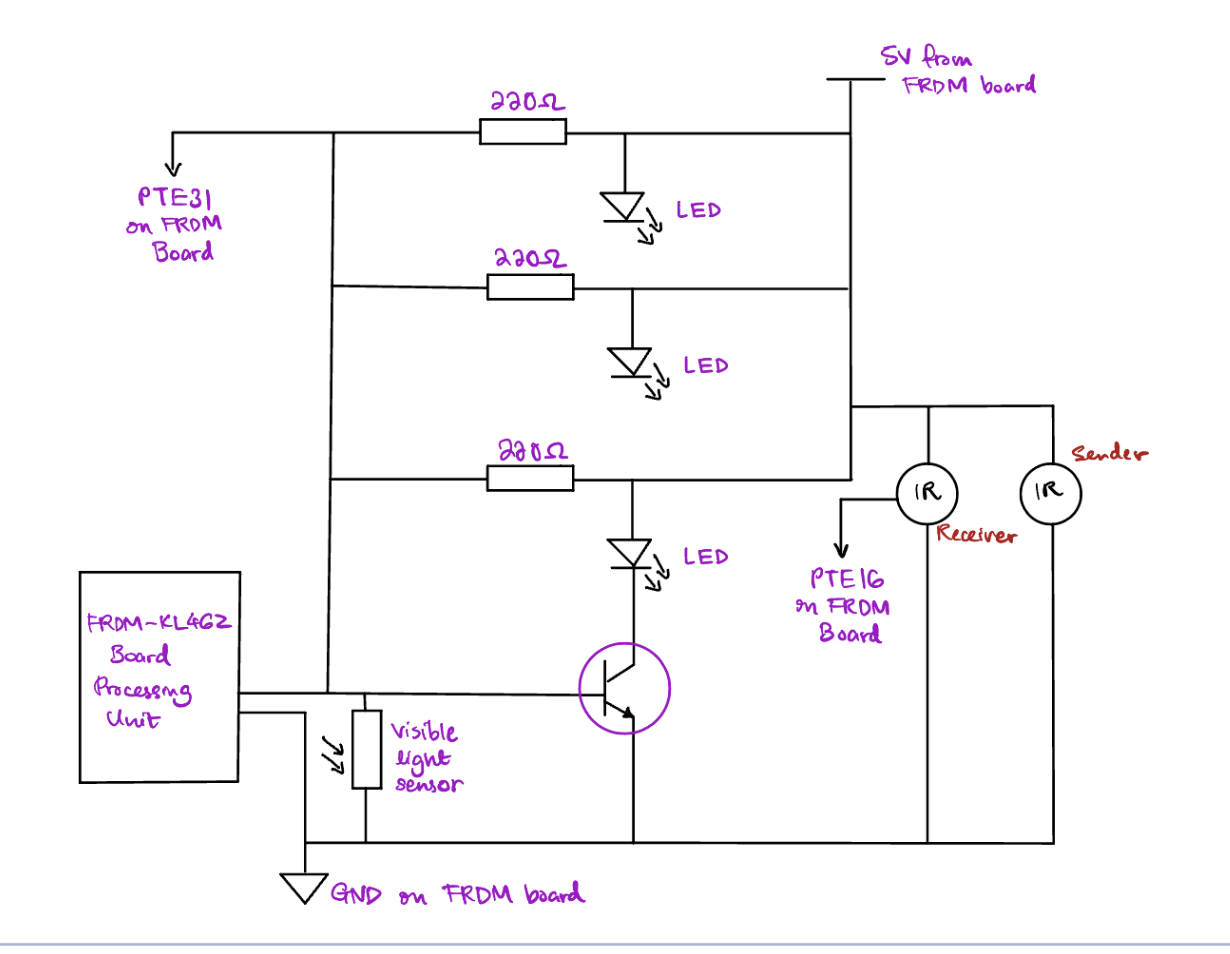 5V from
FRDM board
220Ω
PTE31
on FRDM
Board
LED
220Ω
LED
220Ω
LED
Sender
IR
IR
Receiver
PTE16
on FRDM
Board
FRDM-KL46Z
Board
Processing
Unit
Visible
light
sensor
GND on FRDM board